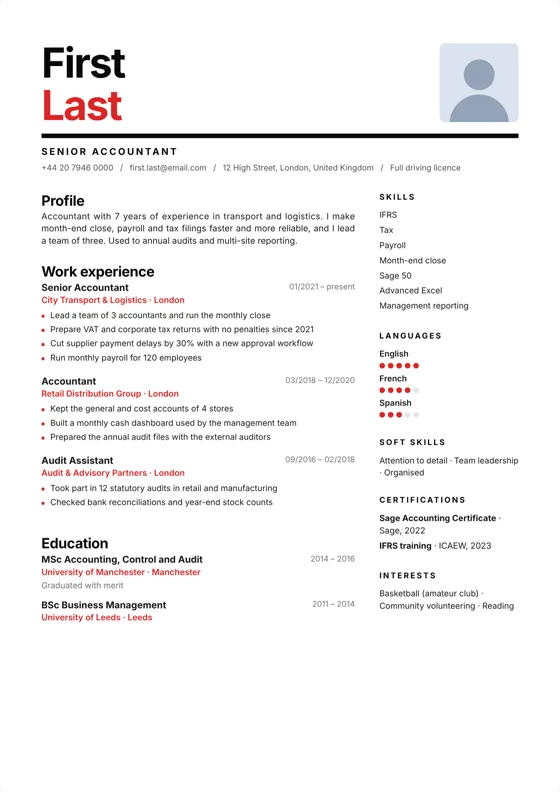 First
Last
SENIOR ACCOUNTANT
+44 20 7946 0000 / first.last@email.com / 12 High Street, London, United Kingdom / Full driving licence
Profile
Accountant with 7 years of experience in transport and logistics. I make
month-end close, payroll and tax filings faster and more reliable, and I lead
a team of three. Used to annual audits and multi-site reporting.
Work experience
Senior Accountant 01/2021 – present
City Transport & Logistics · London
• Lead a team of 3 accountants and run the monthly close
• Prepare VAT and corporate tax returns with no penalties since 2021
• Cut supplier payment delays by 30% with a new approval workflow
• Run monthly payroll for 120 employees
Accountant 03/2018 – 12/2020
Retail Distribution Group · London
• Kept the general and cost accounts of 4 stores
• Built a monthly cash dashboard used by the management team
• Prepared the annual audit files with the external auditors
Audit Assistant 09/2016 – 02/2018
Audit & Advisory Partners · London
• Took part in 12 statutory audits in retail and manufacturing
• Checked bank reconciliations and year-end stock counts
Education
MSc Accounting, Control and Audit 2014 – 2016
University of Manchester · Manchester
Graduated with merit
BSc Business Management 2011 – 2014
University of Leeds · Leeds
SKILLS
IFRS
Tax
Payroll
Month-end close
Sage 50
Advanced Excel
Management reporting
LANGUAGES
English
French
Spanish
SOFT SKILLS
Attention to detail · Team leadership
· Organised
CERTIFICATIONS
Sage Accounting Certificate ·
Sage, 2022
IFRS training · ICAEW, 2023
INTERESTS
Basketball (amateur club) ·
Community volunteering · Reading